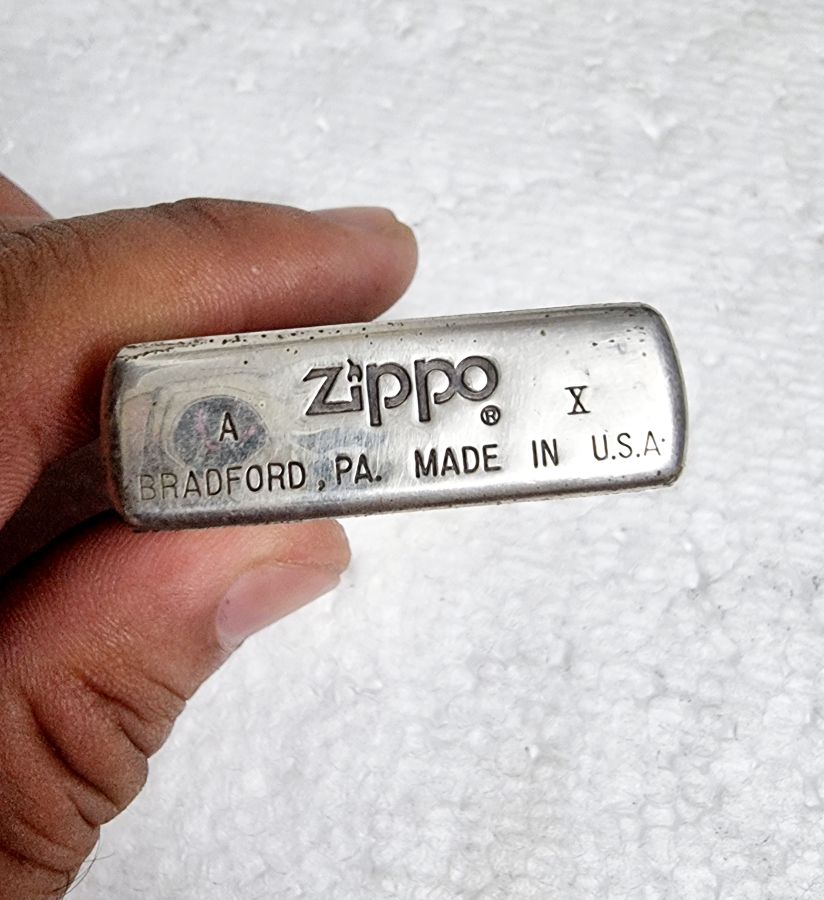 zippo ®
A X
BRADFORD, PA. MADE IN U.S.A.